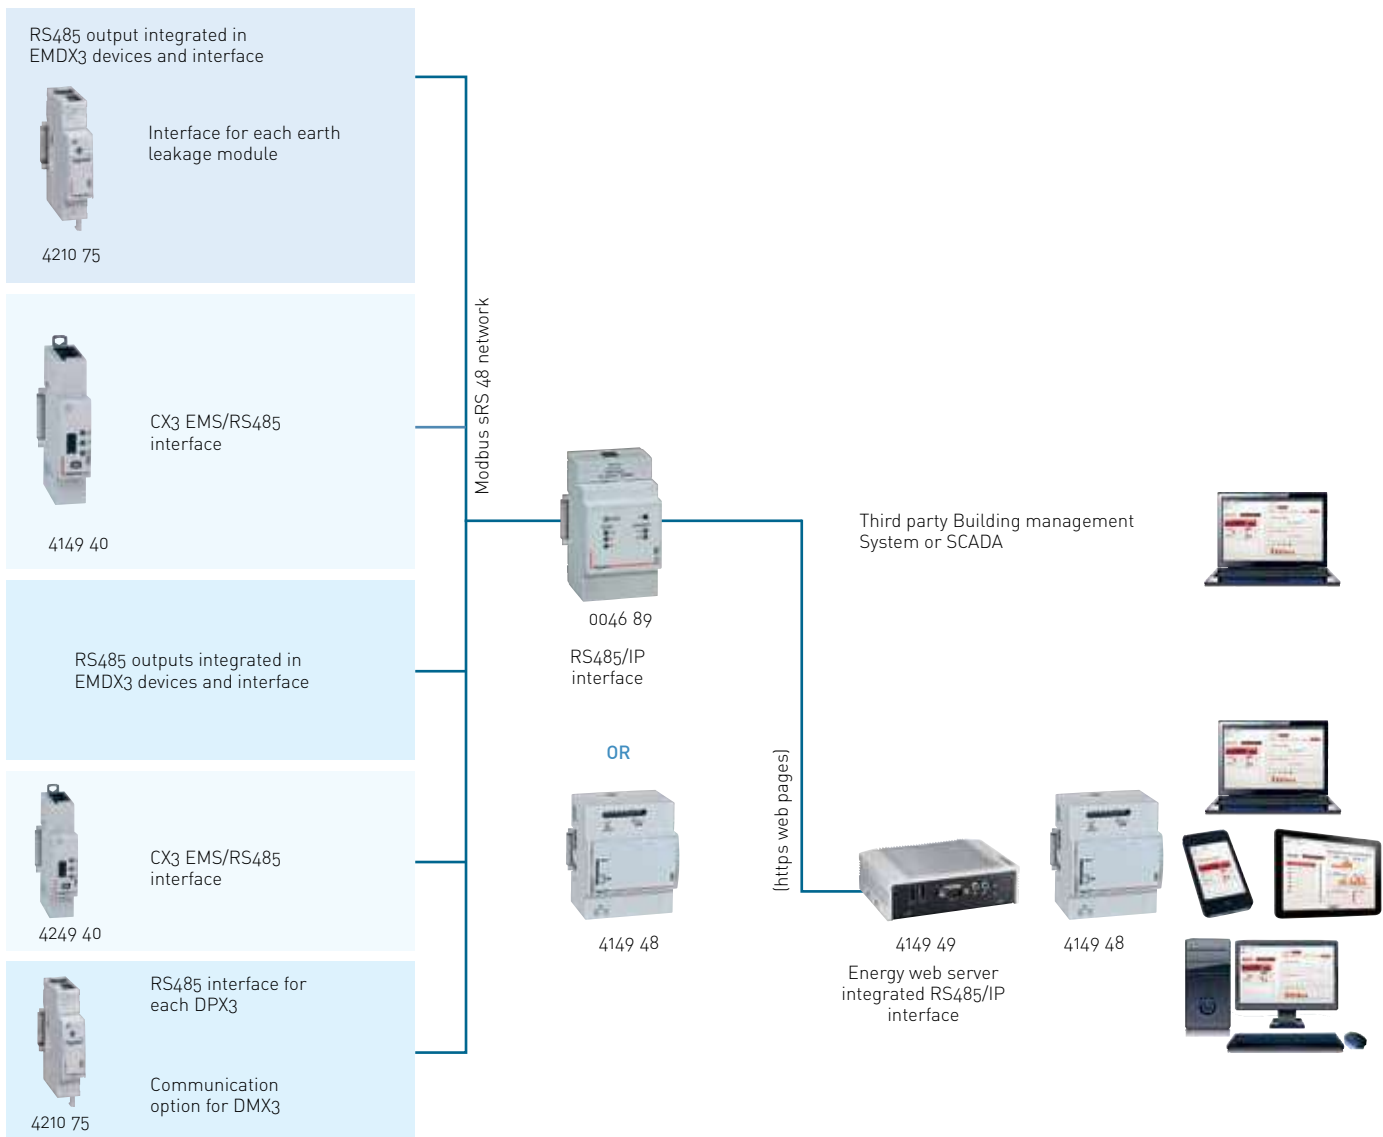 RS485 output integrated in
EMDX3 devices and interface
Interface for each earth
leakage module
4210 75
CX3 EMS/RS485
interface
4149 40
RS485 outputs integrated in
EMDX3 devices and interface
CX3 EMS/RS485
interface
4249 40
RS485 interface for
each DPX3
Communication
option for DMX3
4210 75
Modbus sRS 48 network
0046 89
RS485/IP
interface
OR
4149 48
(https web pages)
Third party Building management
System or SCADA
4149 49
Energy web server
integrated RS485/IP
interface
4149 48